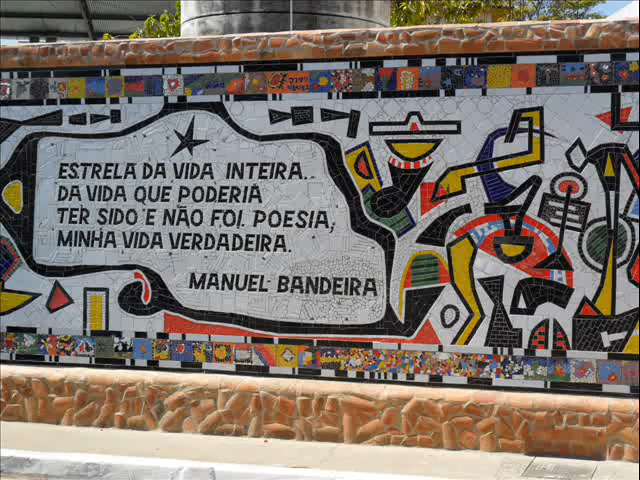 ESTRELA DA VIDA INTEIRA.
DA VIDA QUE PODERIA
TER SIDO E NÃO FOI. POESIA,
MINHA VIDA VERDADEIRA.
MANUEL BANDEIRA